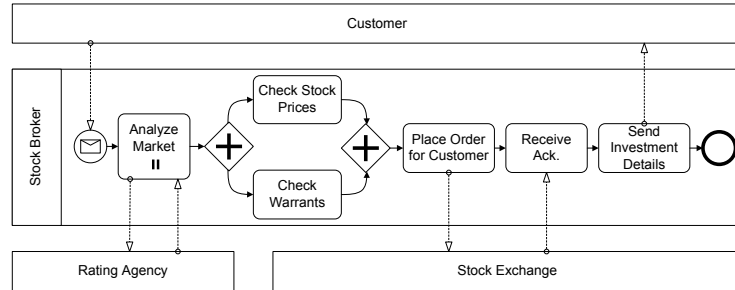 Customer
Stock Broker
Analyze
Market
Check Stock
Prices
Check
Warrants
Place Order
for Customer
Receive
Ack.
Send
Investment
Details
Rating Agency
Stock Exchange